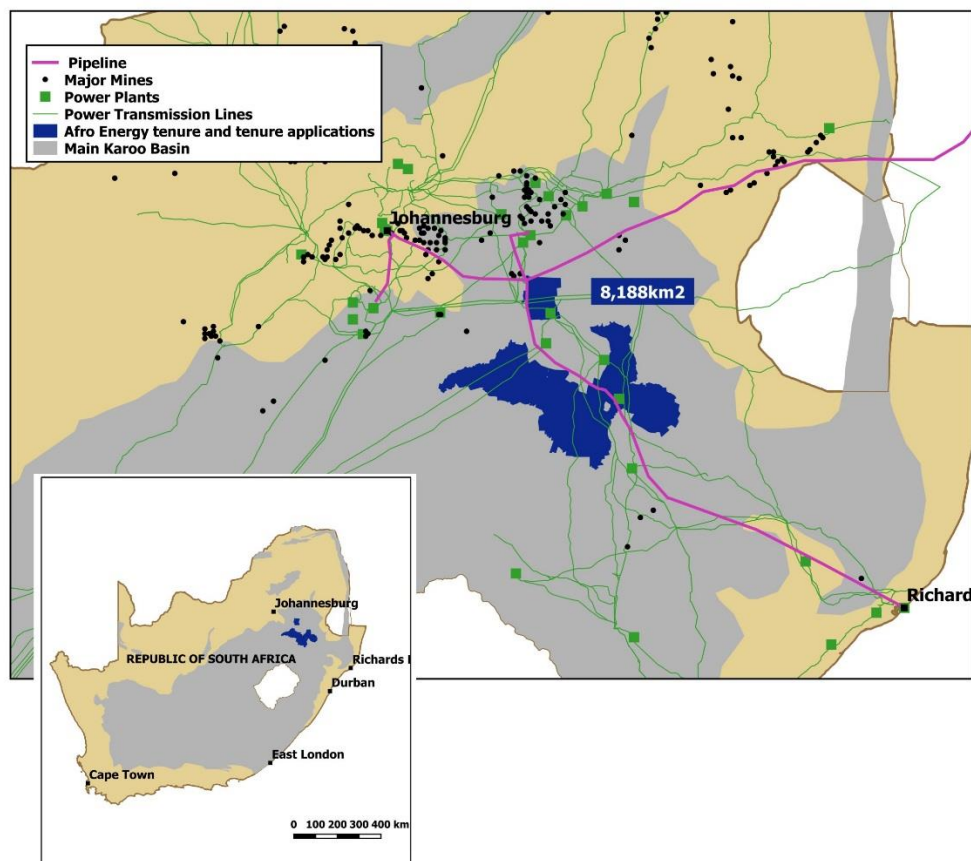 Pipeline
Major Mines
Power Plants
Power Transmission Lines
Afro Energy tenure and tenure applications
Main Karoo Basin
Johannesburg
8,188km2
Richard
Johannesburg
REPUBLIC OF SOUTH AFRICA
Richards
Durban
East London
Cape Town
0 100 200 300 400 km